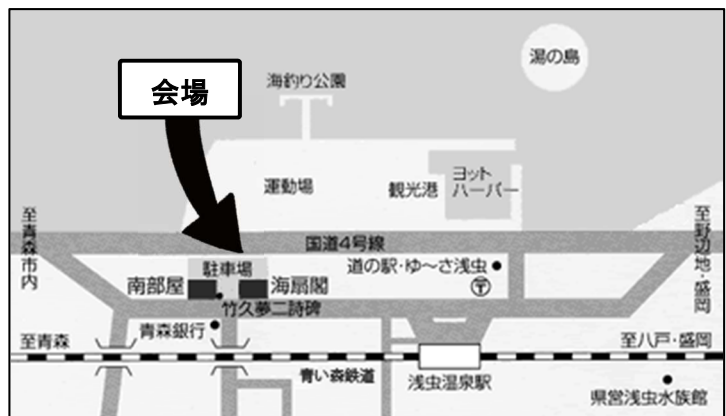 湯の島
会場
海釣り公園
運動場
観光港
ヨット
ハーバー
至青森市内
至野辺地・盛岡
国道4号線
駐車場
道の駅・ゆ～さ浅虫
南部屋
海扇閣
竹久夢二詩碑
青森銀行
至青森
至八戸・盛岡
青い森鉄道
浅虫温泉駅
県営浅虫水族館